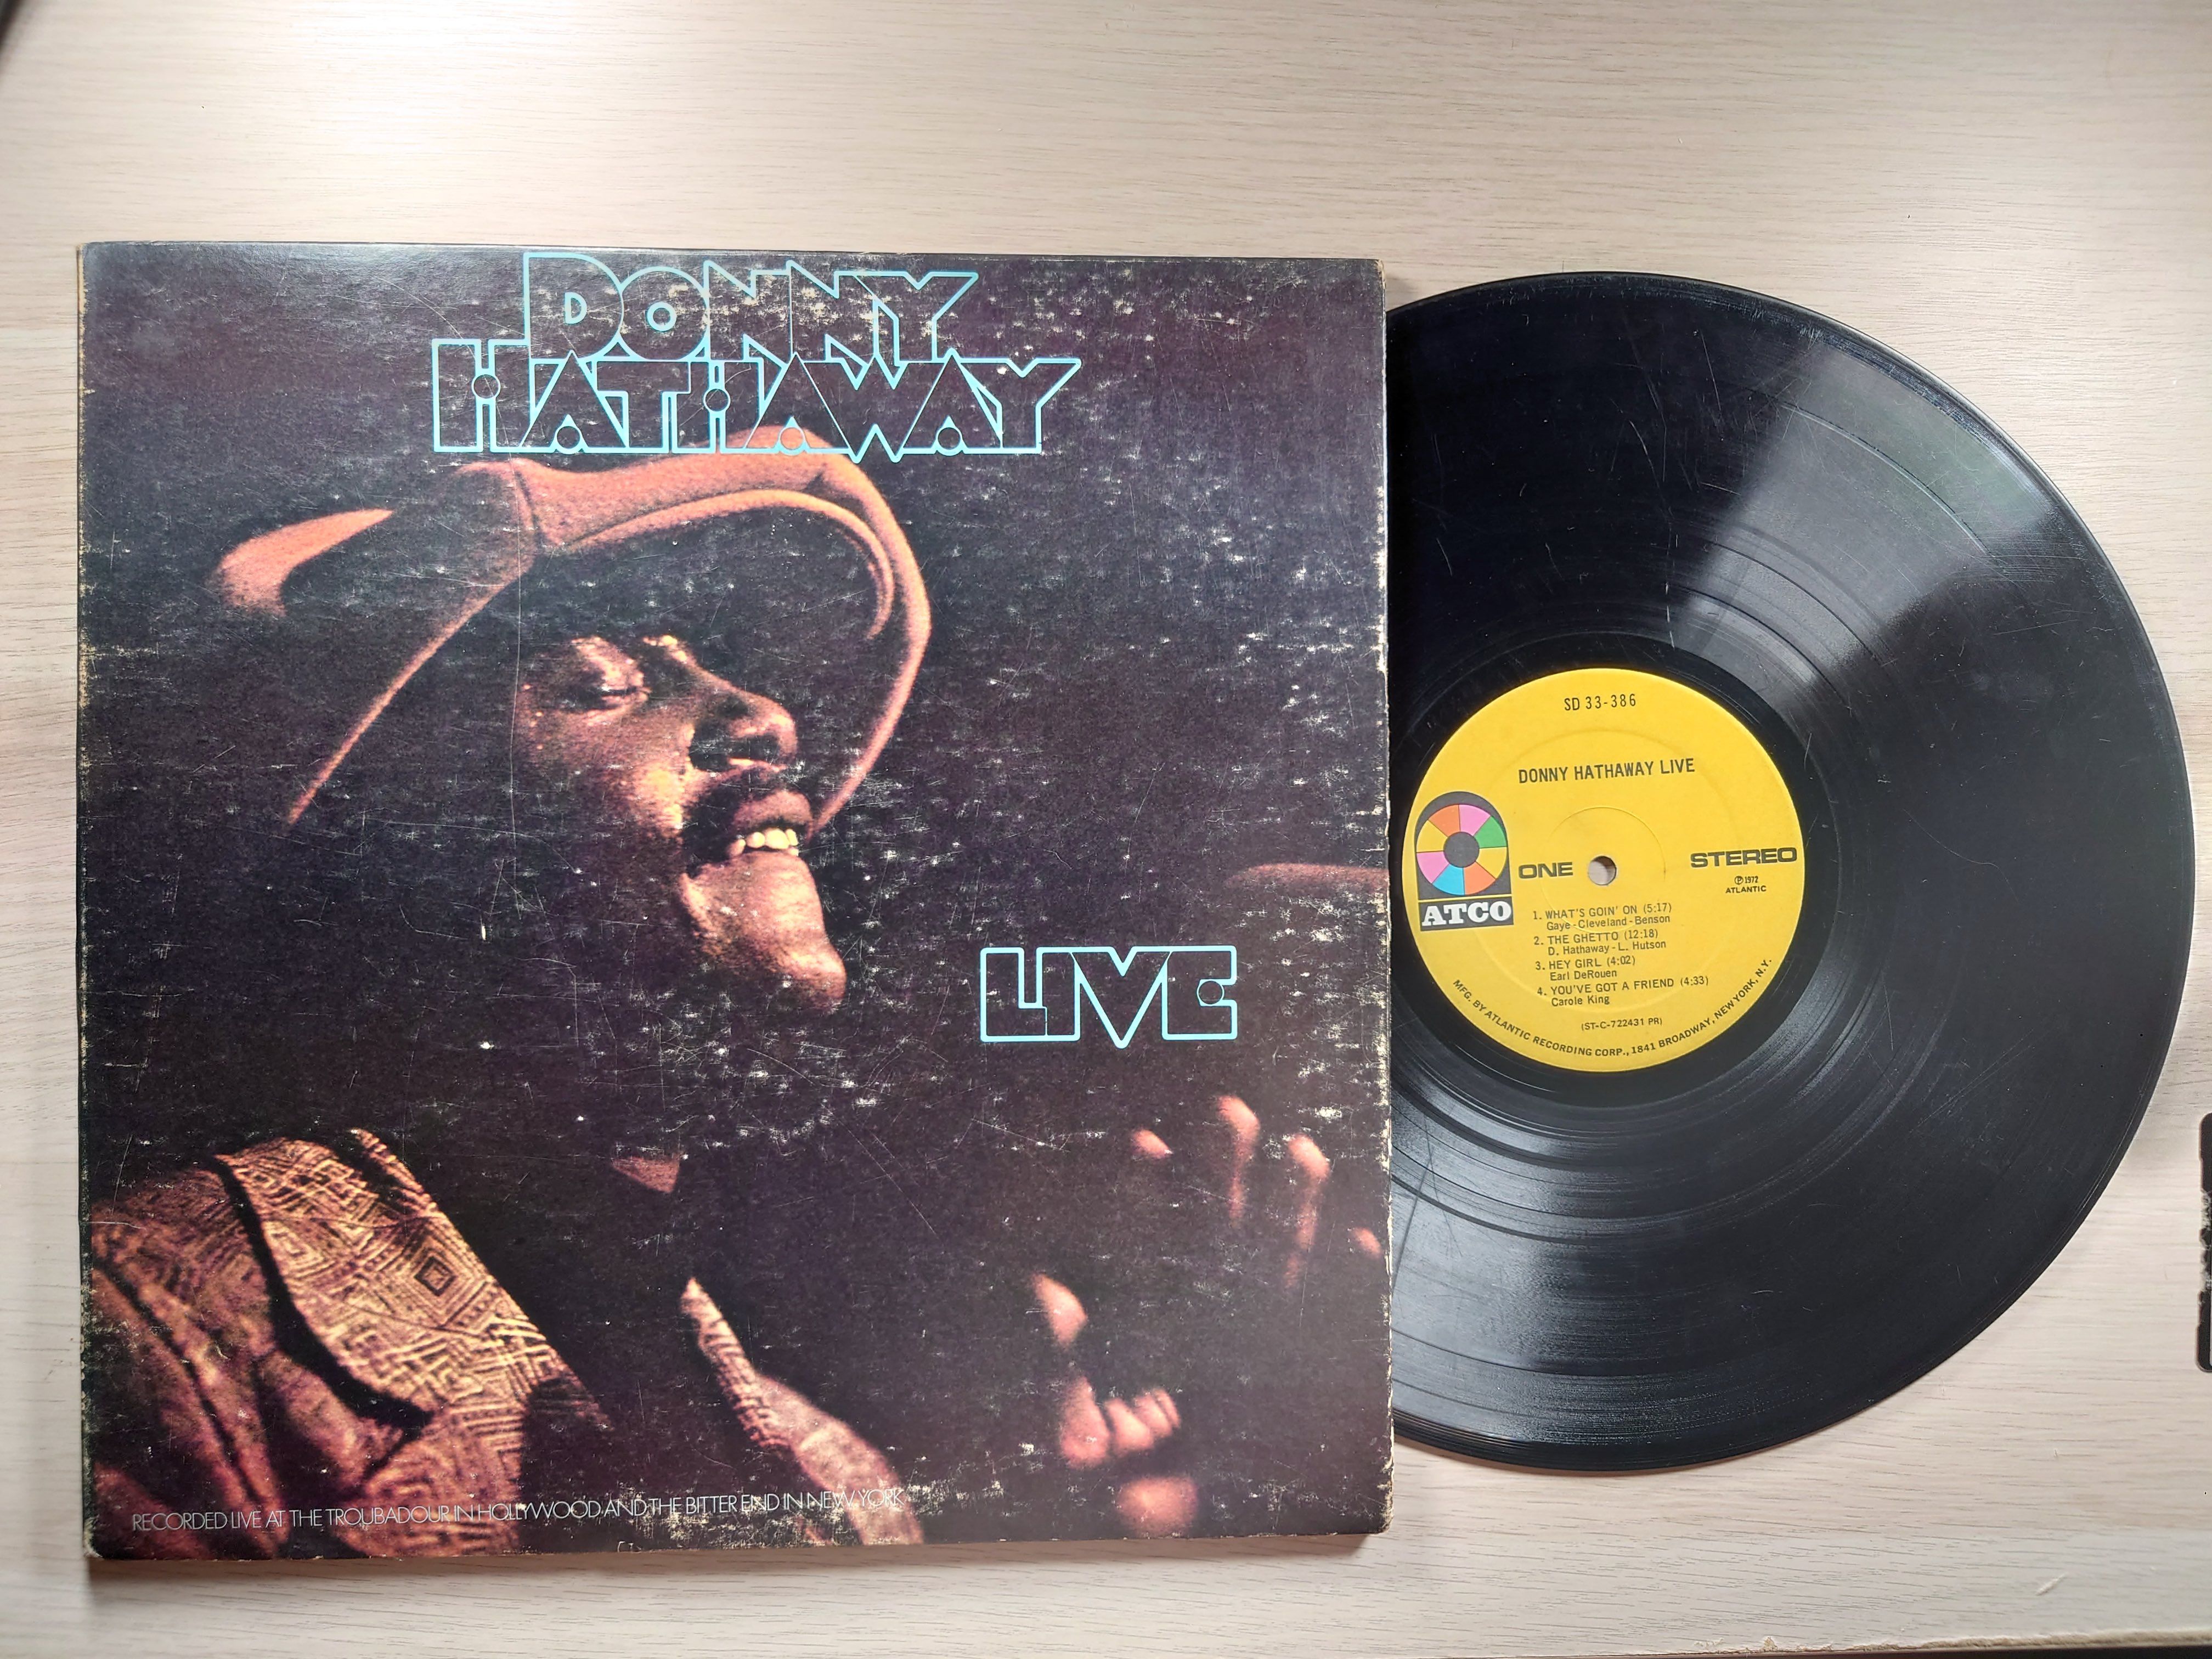 DONNY
HATHAWAY
LIVE
RECORDED LIVE AT THE TROUBADOUR IN HOLLYWOOD AND THE BITTER END IN NEW YORK
SD 33-386
DONNY HATHAWAY LIVE
ATCO
ONE
STEREO
℗ 1972
ATLANTIC
1. WHAT'S GOIN' ON (5:17)
Gaye-Cleveland-Benson
2. THE GHETTO (12:18)
D. Hathaway-L. Hutson
3. HEY GIRL (4:02)
Earl DeRouen
4. YOU'VE GOT A FRIEND (4:33)
Carole King
(ST-C-722431 PR)
MFG. BY ATLANTIC RECORDING CORP., 1841 BROADWAY, NEW YORK, N.Y.